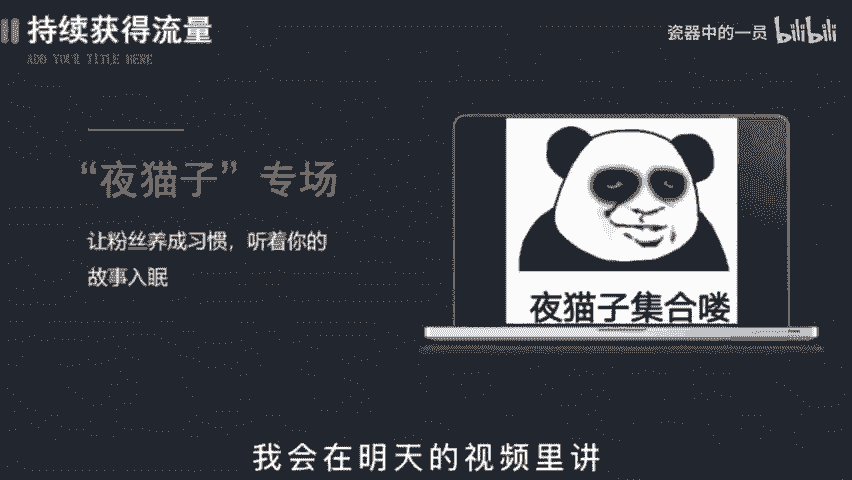 持续获得流量
ADD YOUR TITLE HERE
瓷器中的一员 bilibili
“夜猫子”专场
让粉丝养成习惯，听着你的
故事入眠
夜猫子集合喽
我会在明天的视频里讲